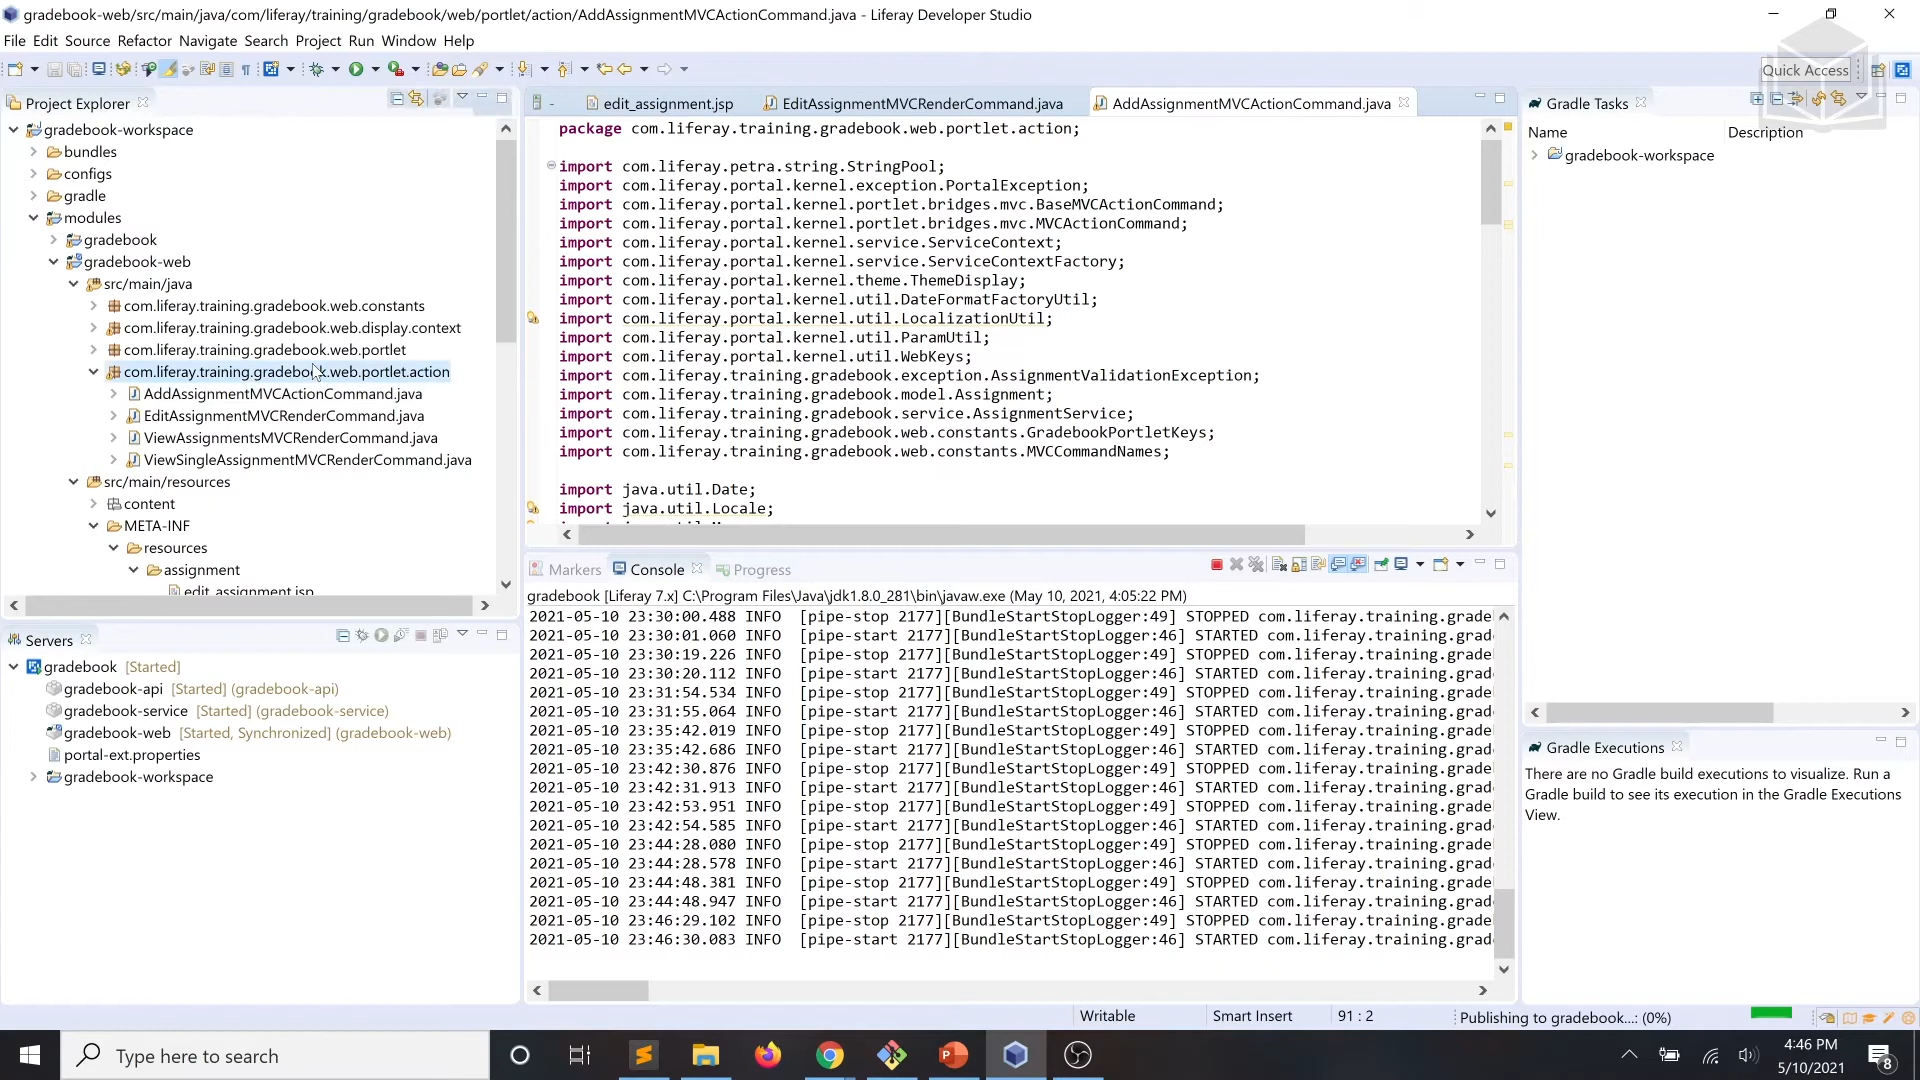 gradebook-web/src/main/java/com/liferay/training/gradebook/web/portlet/action/AddAssignmentMVCActionCommand.java - Liferay Developer Studio
File Edit Source Refactor Navigate Search Project Run Window Help
Quick Access
Project Explorer
gradebook-workspace
bundles
configs
gradle
modules
gradebook
gradebook-web
src/main/java
com.liferay.training.gradebook.web.constants
com.liferay.training.gradebook.web.display.context
com.liferay.training.gradebook.web.portlet
com.liferay.training.gradebook.web.portlet.action
AddAssignmentMVCActionCommand.java
EditAssignmentMVCRenderCommand.java
ViewAssignmentsMVCRenderCommand.java
ViewSingleAssignmentMVCRenderCommand.java
src/main/resources
content
META-INF
resources
assignment
edit_assignment.jsp
edit_assignment.jsp EditAssignmentMVCRenderCommand.java AddAssignmentMVCActionCommand.java
package com.liferay.training.gradebook.web.portlet.action;
import com.liferay.petra.string.StringPool;
import com.liferay.portal.kernel.exception.PortalException;
import com.liferay.portal.kernel.portlet.bridges.mvc.BaseMVCActionCommand;
import com.liferay.portal.kernel.portlet.bridges.mvc.MVCActionCommand;
import com.liferay.portal.kernel.service.ServiceContext;
import com.liferay.portal.kernel.service.ServiceContextFactory;
import com.liferay.portal.kernel.theme.ThemeDisplay;
import com.liferay.portal.kernel.util.DateFormatFactoryUtil;
import com.liferay.portal.kernel.util.LocalizationUtil;
import com.liferay.portal.kernel.util.ParamUtil;
import com.liferay.portal.kernel.util.WebKeys;
import com.liferay.training.gradebook.exception.AssignmentValidationException;
import com.liferay.training.gradebook.model.Assignment;
import com.liferay.training.gradebook.service.AssignmentService;
import com.liferay.training.gradebook.web.constants.GradebookPortletKeys;
import com.liferay.training.gradebook.web.constants.MVCCommandNames;
import java.util.Date;
import java.util.Locale;
Gradle Tasks
Name Description
gradebook-workspace
Servers
gradebook [Started]
gradebook-api [Started] (gradebook-api)
gradebook-service [Started] (gradebook-service)
gradebook-web [Started, Synchronized] (gradebook-web)
portal-ext.properties
gradebook-workspace
Markers Console Progress
gradebook [Liferay 7.x] C:\Program Files\Java\jdk1.8.0_281\bin\javaw.exe (May 10, 2021, 4:05:22 PM)
2021-05-10 23:30:00.488 INFO [pipe-stop 2177][BundleStartStopLogger:49] STOPPED com.liferay.training.grade
2021-05-10 23:30:01.060 INFO [pipe-start 2177][BundleStartStopLogger:46] STARTED com.liferay.training.grad
2021-05-10 23:30:19.226 INFO [pipe-stop 2177][BundleStartStopLogger:49] STOPPED com.liferay.training.grade
2021-05-10 23:30:20.112 INFO [pipe-start 2177][BundleStartStopLogger:46] STARTED com.liferay.training.grad
2021-05-10 23:31:54.534 INFO [pipe-stop 2177][BundleStartStopLogger:49] STOPPED com.liferay.training.grade
2021-05-10 23:31:55.064 INFO [pipe-start 2177][BundleStartStopLogger:46] STARTED com.liferay.training.grad
2021-05-10 23:35:42.019 INFO [pipe-stop 2177][BundleStartStopLogger:49] STOPPED com.liferay.training.grade
2021-05-10 23:35:42.686 INFO [pipe-start 2177][BundleStartStopLogger:46] STARTED com.liferay.training.grad
2021-05-10 23:42:30.876 INFO [pipe-stop 2177][BundleStartStopLogger:49] STOPPED com.liferay.training.grade
2021-05-10 23:42:31.913 INFO [pipe-start 2177][BundleStartStopLogger:46] STARTED com.liferay.training.grad
2021-05-10 23:42:53.951 INFO [pipe-stop 2177][BundleStartStopLogger:49] STOPPED com.liferay.training.grade
2021-05-10 23:42:54.585 INFO [pipe-start 2177][BundleStartStopLogger:46] STARTED com.liferay.training.grad
2021-05-10 23:44:28.080 INFO [pipe-stop 2177][BundleStartStopLogger:49] STOPPED com.liferay.training.grade
2021-05-10 23:44:28.578 INFO [pipe-start 2177][BundleStartStopLogger:46] STARTED com.liferay.training.grad
2021-05-10 23:44:48.381 INFO [pipe-stop 2177][BundleStartStopLogger:49] STOPPED com.liferay.training.grade
2021-05-10 23:44:48.947 INFO [pipe-start 2177][BundleStartStopLogger:46] STARTED com.liferay.training.grad
2021-05-10 23:46:29.102 INFO [pipe-stop 2177][BundleStartStopLogger:49] STOPPED com.liferay.training.grade
2021-05-10 23:46:30.083 INFO [pipe-start 2177][BundleStartStopLogger:46] STARTED com.liferay.training.grad
Gradle Executions
There are no Gradle build executions to visualize. Run a
Gradle build to see its execution in the Gradle Executions
View.
Writable Smart Insert 91 : 2 Publishing to gradebook...: (0%)
Type here to search
4:46 PM
5/10/2021
8